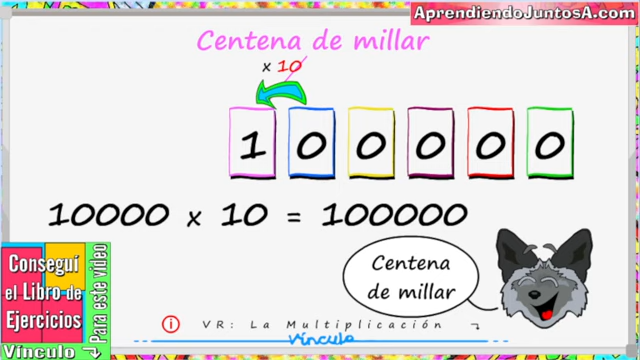 AprendiendoJuntosA.com
Centena de millar
x 10
1 0 0 0 0 0
10000 x 10 = 100000
Conseguí
el Libro de
Ejercicios
Vínculo
Para este video
Centena
de millar
VR: La Multiplicación
Vínculo